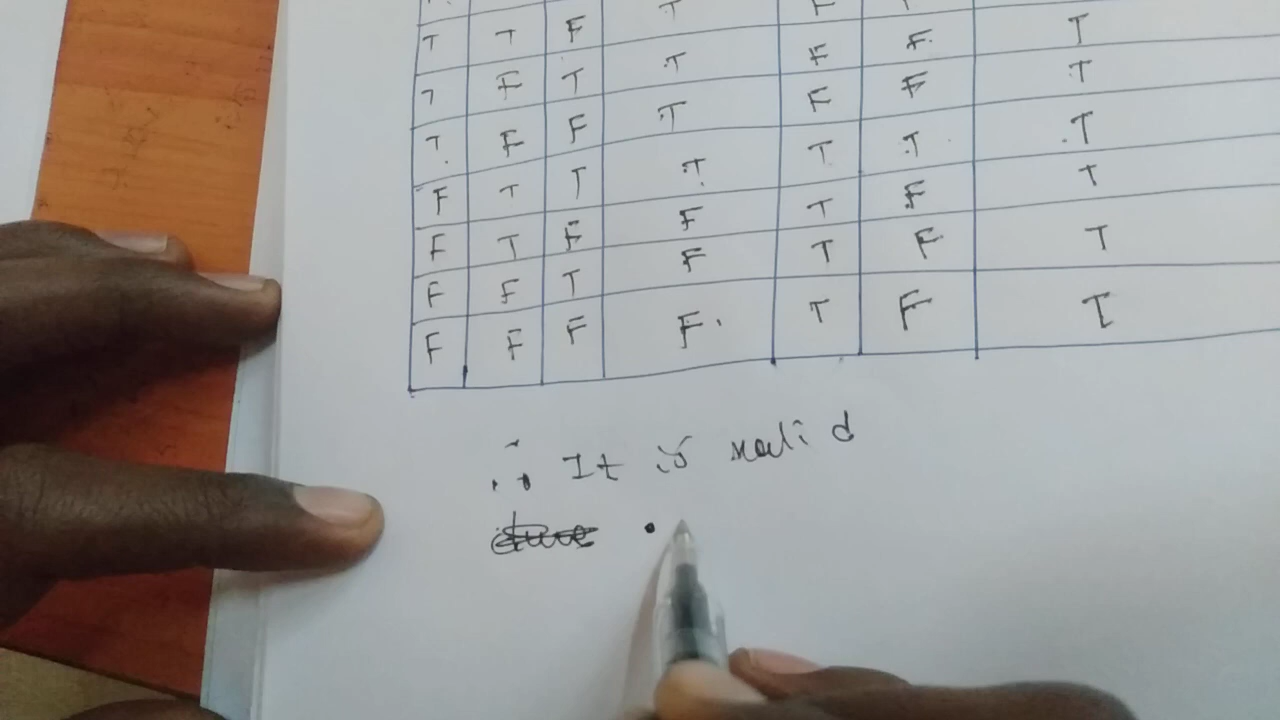 T T F T F T
T F T T F F T
T. F F T F F T
F T T T T T. T
F T F F T F T
F F T F T F T
F F F F. T F T
∴ It is valid